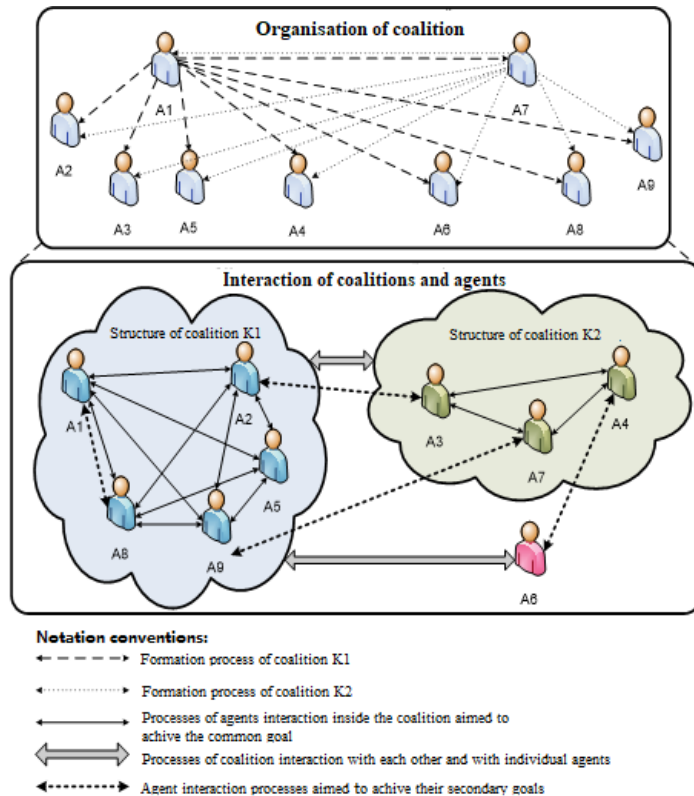 Organisation of coalition
A1
A7
A2
A9
A3
A5
A4
A6
A8
Interaction of coalitions and agents
Structure of coalition K1
Structure of coalition K2
A1
A2
A3
A4
A5
A7
A8
A9
A6
Notation conventions:
Formation process of coalition K1
Formation process of coalition K2
Processes of agents interaction inside the coalition aimed to
achive the common goal
Processes of coalition interaction with each other and with individual agents
Agent interaction processes aimed to achive their secondary goals